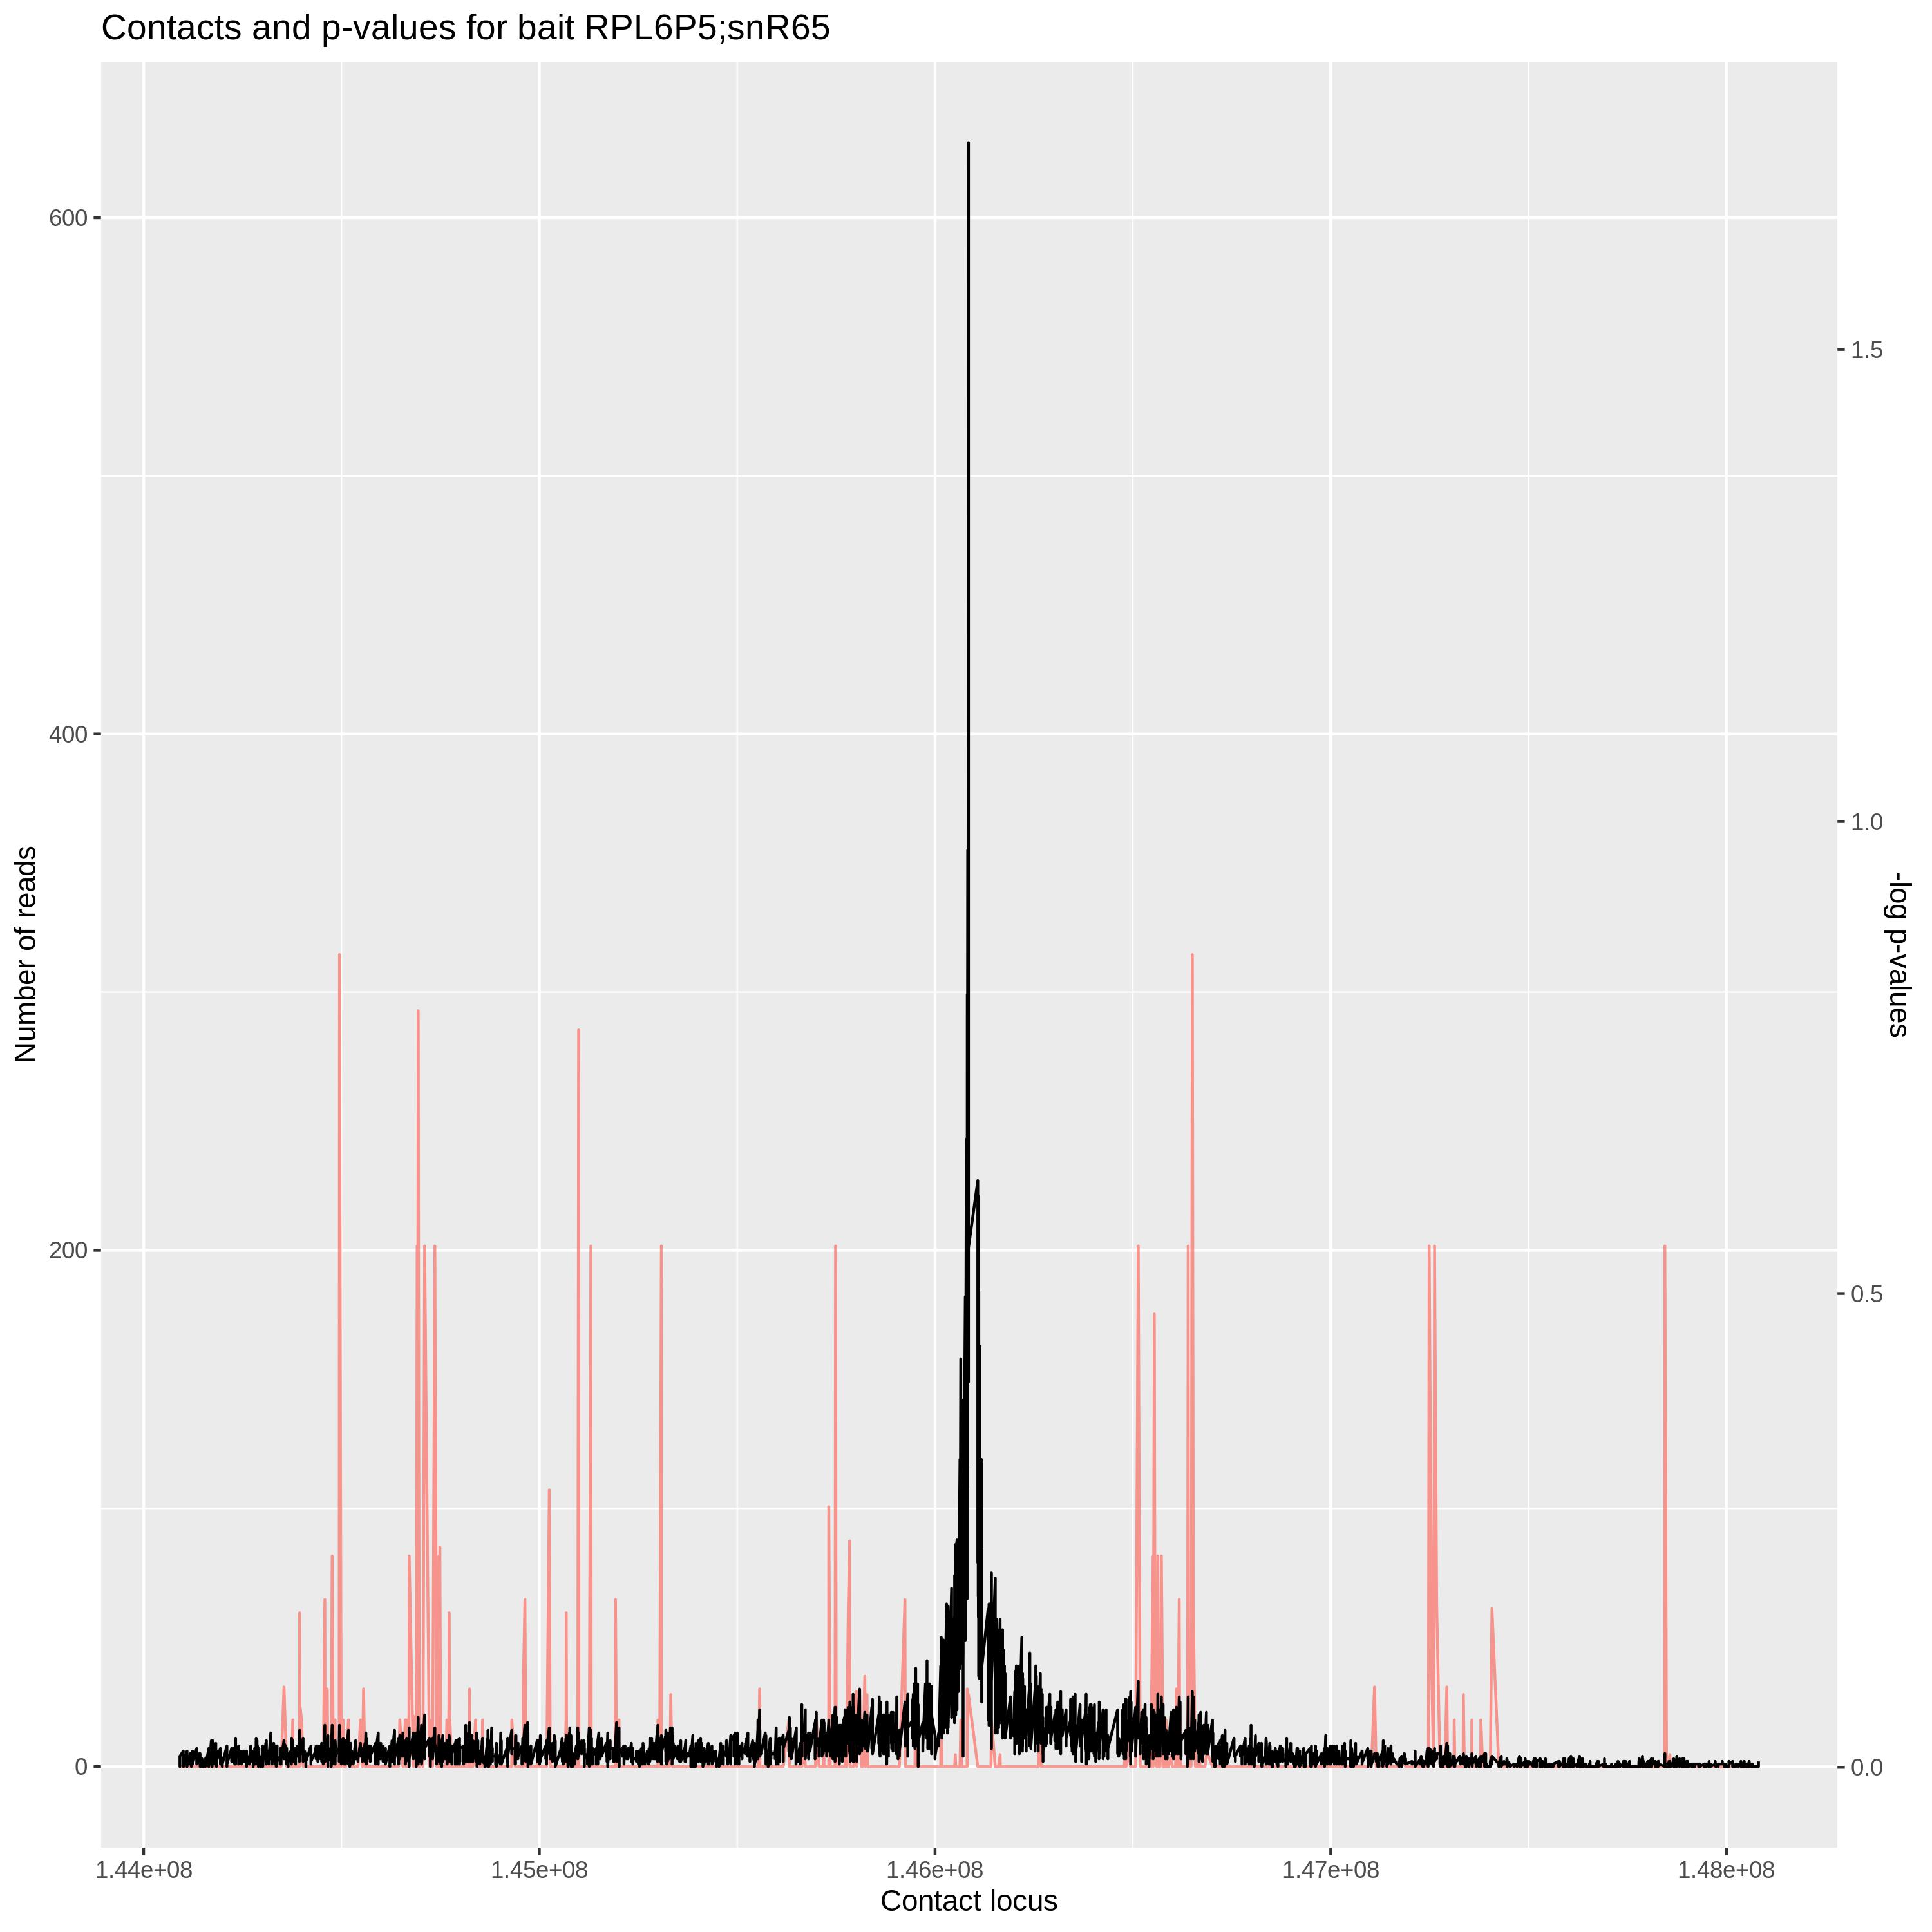 Contacts and p-values for bait RPL6P5;snR65
600
400
200
0
Number of reads
1.5
1.0
0.5
0.0
-log p-values
1.44e+08
1.45e+08
1.46e+08
1.47e+08
1.48e+08
Contact locus